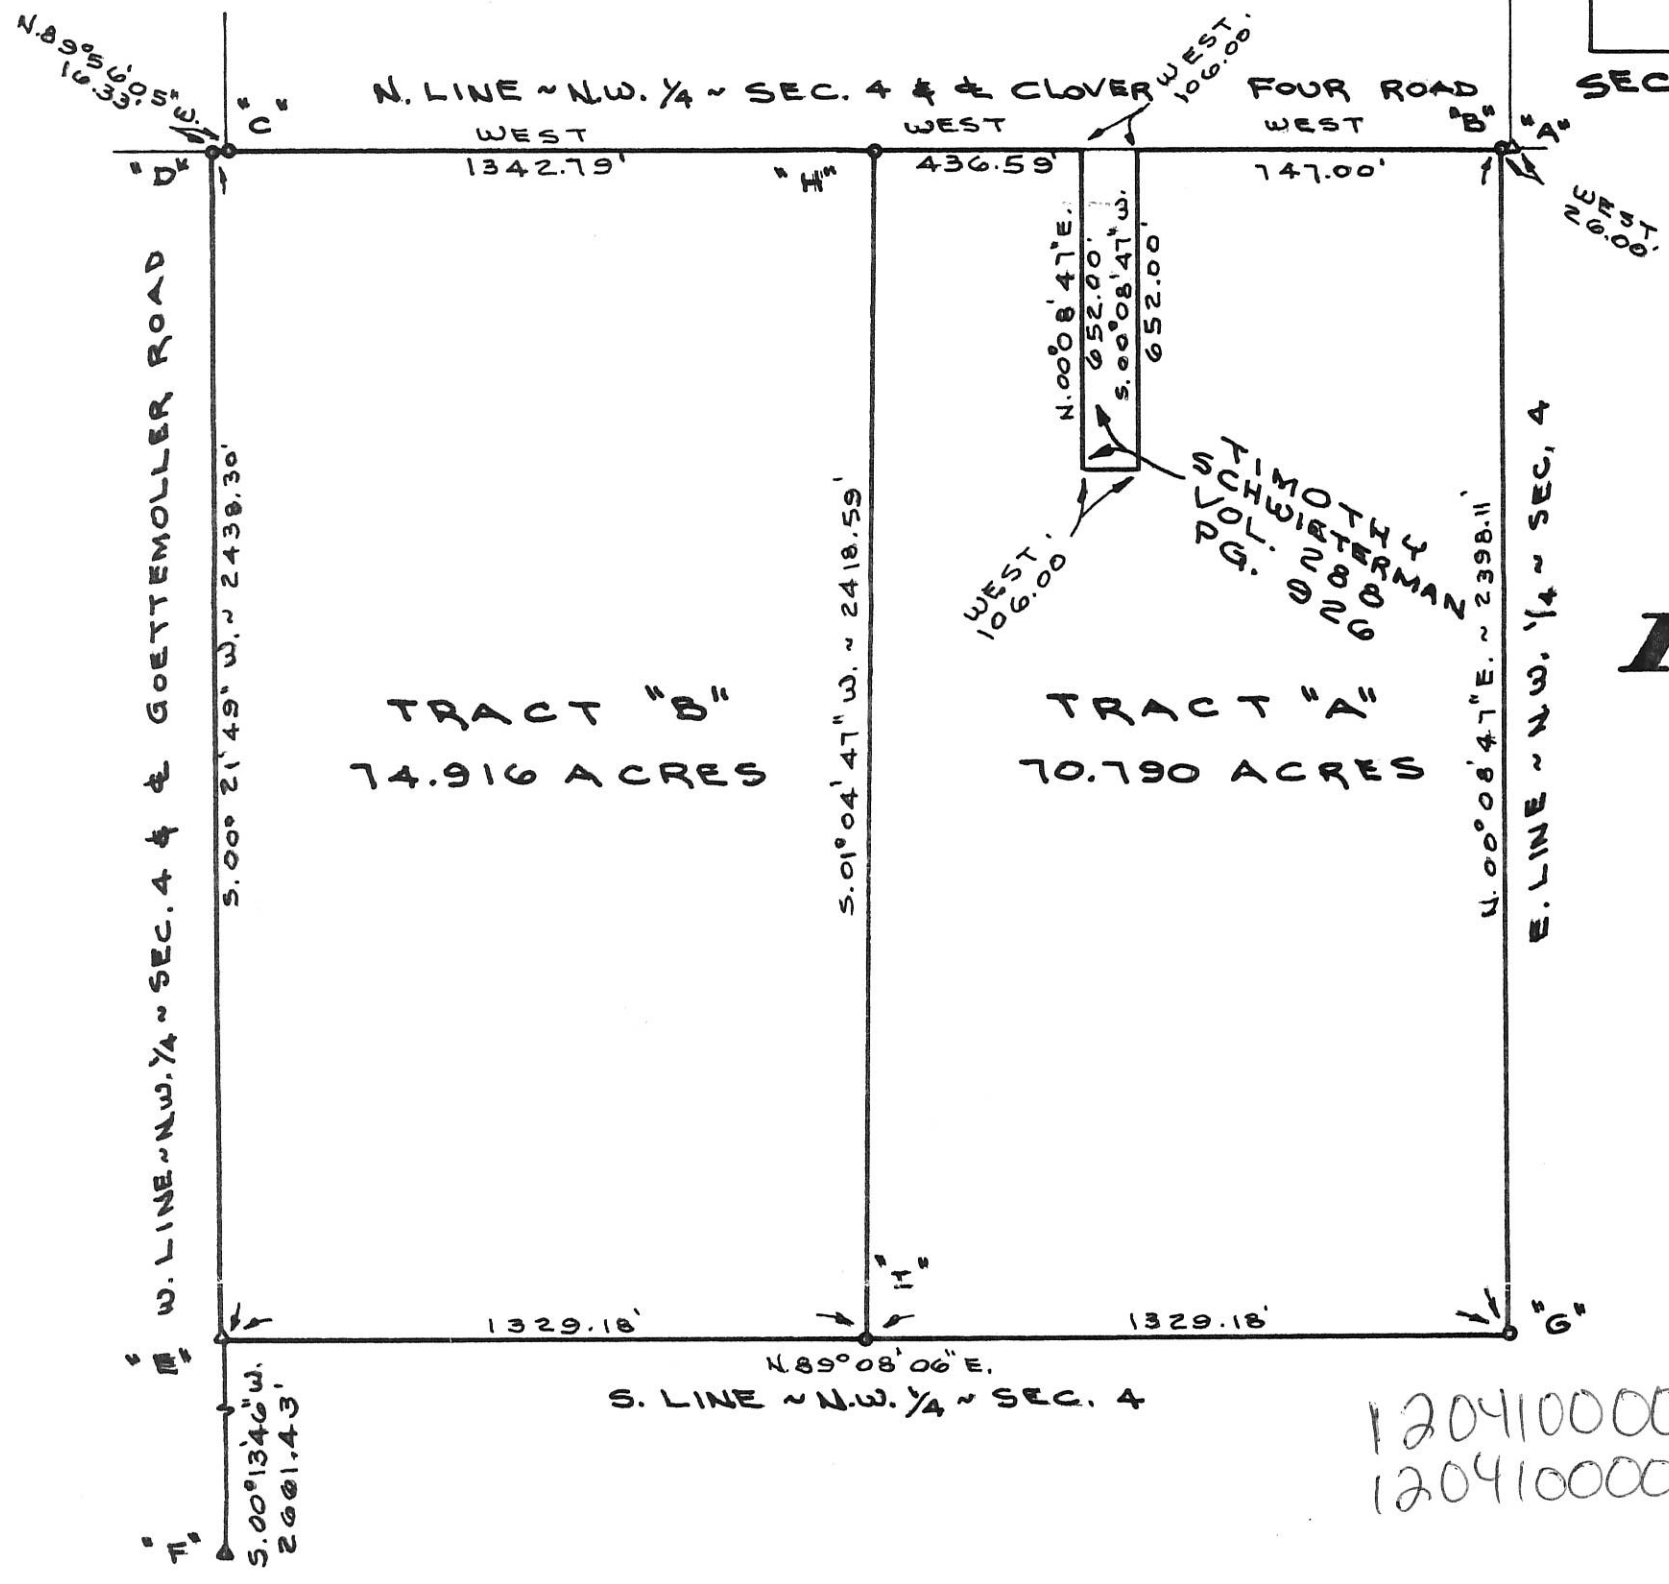 N.89°56'05"W.
16.33'
"C"
N. LINE ~ N.W. 1/4 ~ SEC. 4 & ℄ CLOVER FOUR ROAD
WEST
106.00'
SEC
"D"
WEST
1342.79'
"H"
WEST
436.59'
WEST
747.00'
"B"
"A"
WEST
26.00'
N.00°08'47"E.
652.00'
S.00°08'47"W.
652.00'
W. LINE ~ N.W. 1/4 ~ SEC. 4 & ℄ GOETTEMOLLER ROAD
S.00°21'49"W. ~ 2438.30'
S.01°04'47"W. ~ 2418.59'
WEST
106.00'
TIMOTHY
SCHWIETERMAN
VOL. 288
PG. 926
N.00°08'47"E. ~ 2398.11'
E. LINE ~ N.W. 1/4 ~ SEC. 4
TRACT "B"
74.916 ACRES
TRACT "A"
70.790 ACRES
"I"
1329.18'
1329.18'
"G"
"E"
N.89°08'06"E.
S. LINE ~ N.W. 1/4 ~ SEC. 4
S.00°13'46"W.
2661.43'
"F"
120410000
120410000